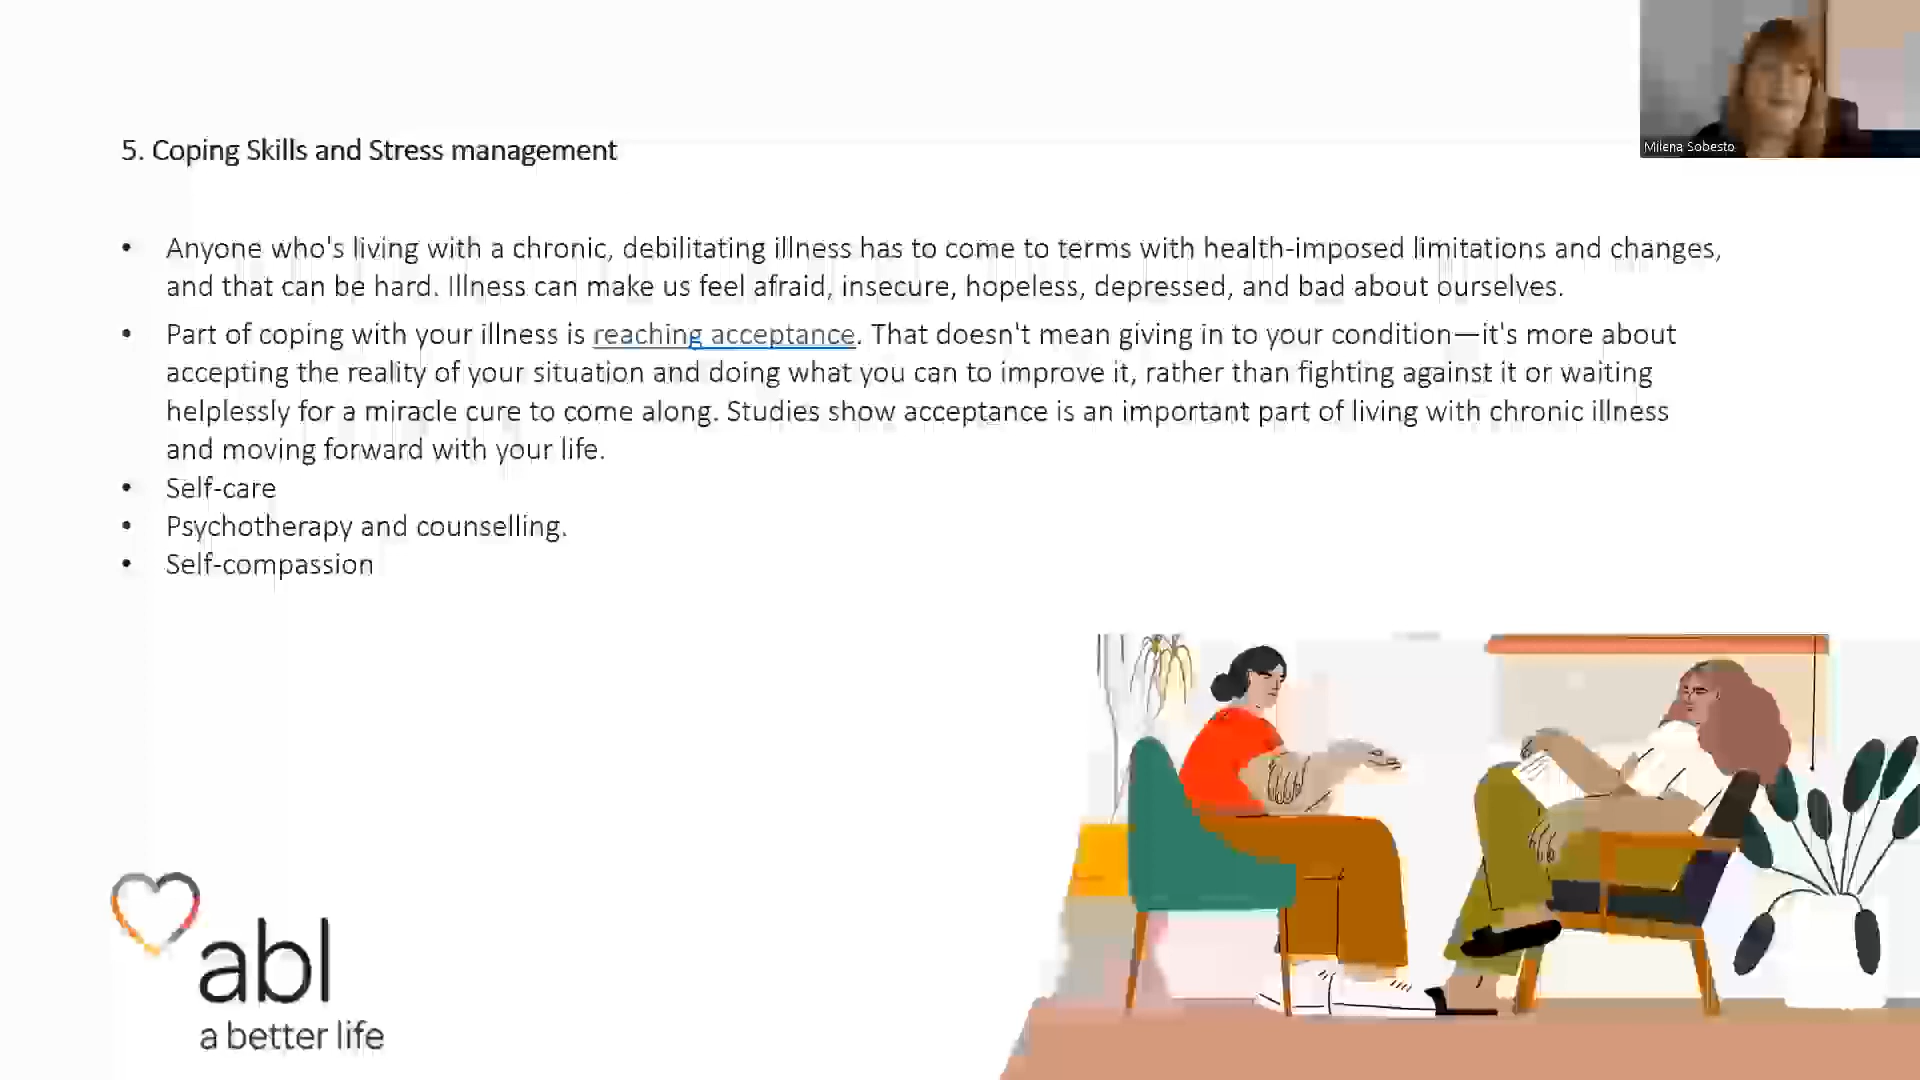 Milena Sobesto
5. Coping Skills and Stress management
• Anyone who's living with a chronic, debilitating illness has to come to terms with health-imposed limitations and changes,
and that can be hard. Illness can make us feel afraid, insecure, hopeless, depressed, and bad about ourselves.
• Part of coping with your illness is reaching acceptance. That doesn't mean giving in to your condition—it's more about
accepting the reality of your situation and doing what you can to improve it, rather than fighting against it or waiting
helplessly for a miracle cure to come along. Studies show acceptance is an important part of living with chronic illness
and moving forward with your life.
• Self-care
• Psychotherapy and counselling.
• Self-compassion
abl
a better life